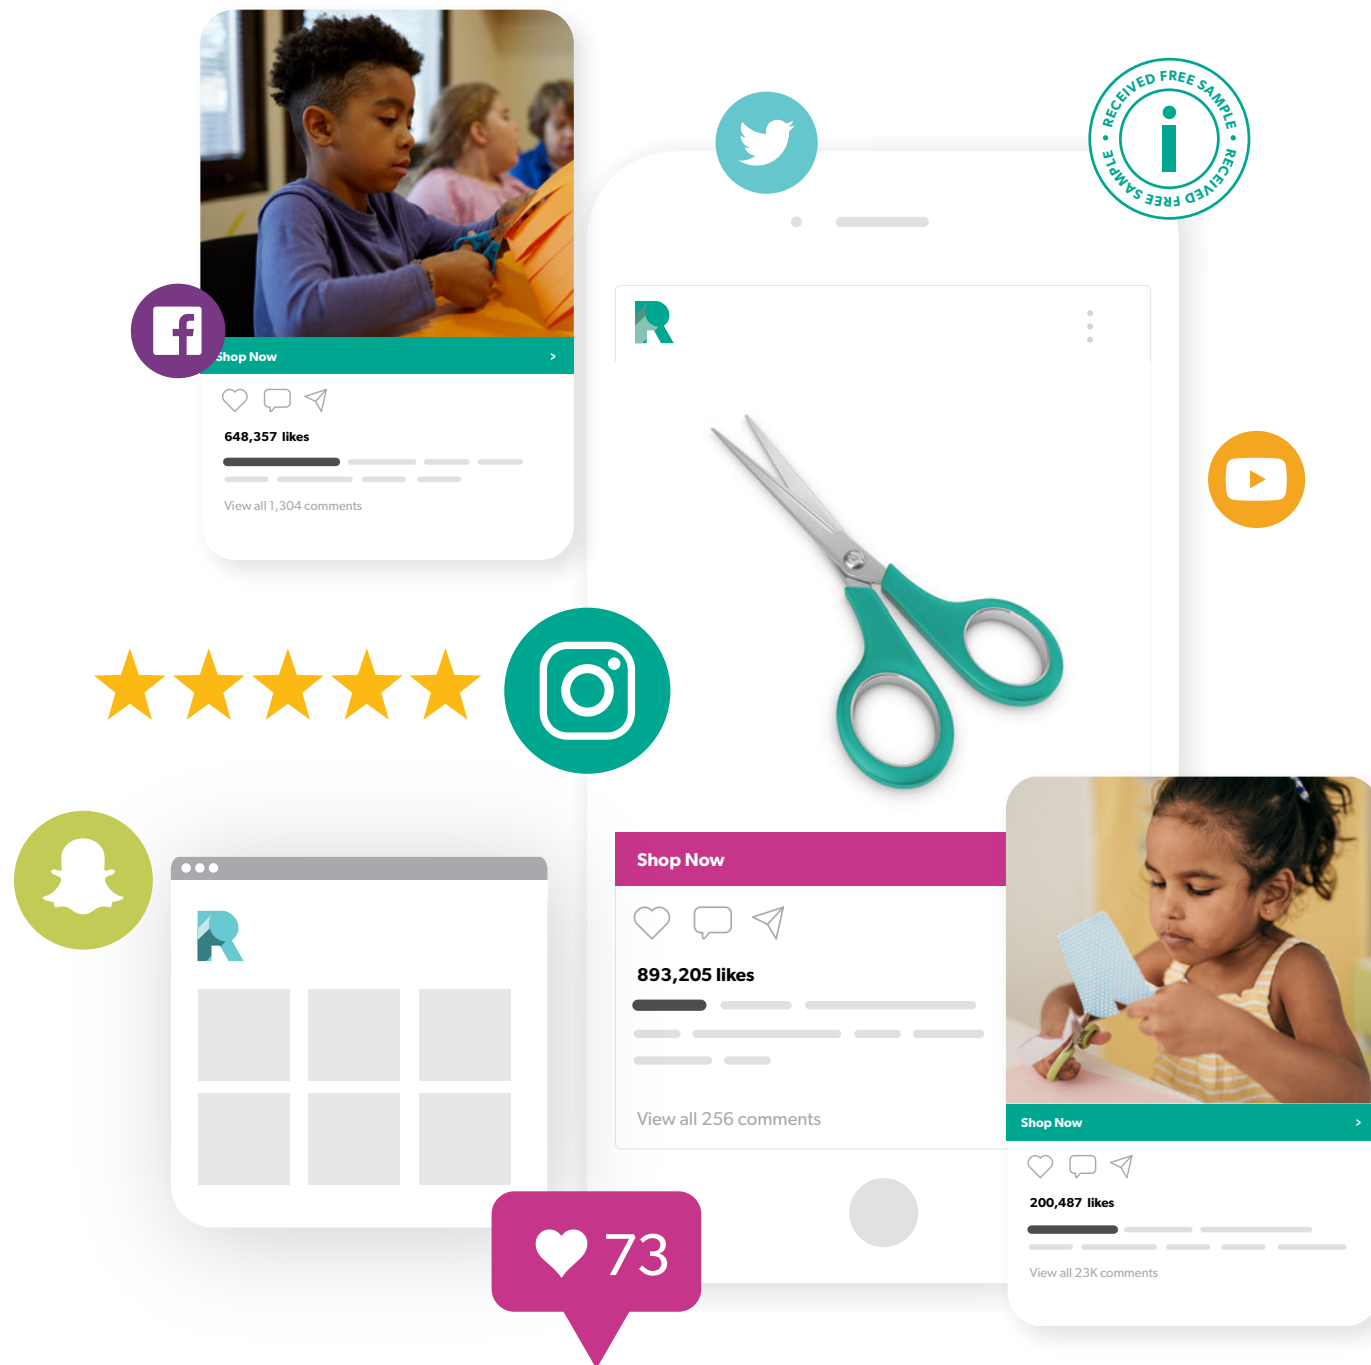 RECEIVED FREE SAMPLE • RECEIVED FREE SAMPLE •
i
R
Shop Now >
648,357 likes
View all 1,304 comments
Shop Now
893,205 likes
View all 256 comments
R
73
Shop Now >
200,487 likes
View all 23K comments